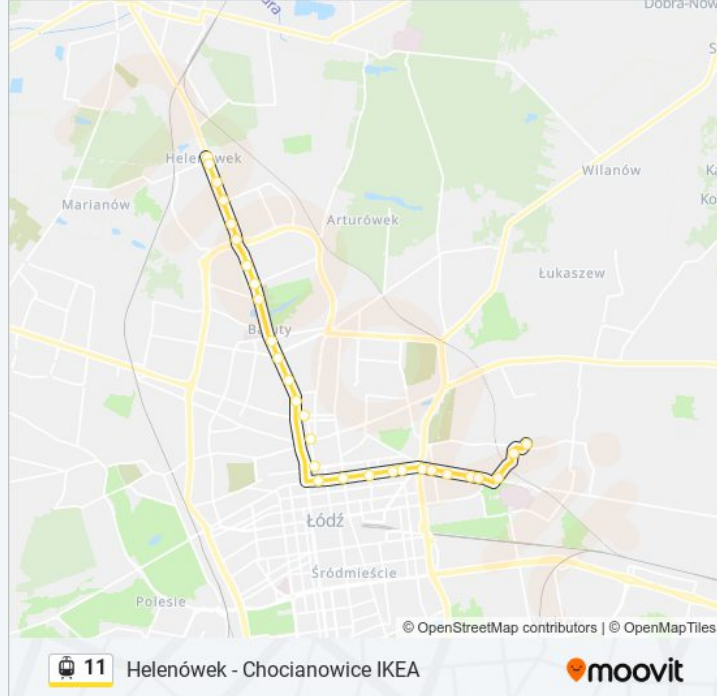 Dobra-Now
Helenówek
Wilanów
Marianów
Arturówek
Łukaszew
Bałuty
Łódź
Śródmieście
Polesie
© OpenStreetMap contributors | © OpenMapTiles
11 Helenówek - Chocianowice IKEA
moovit